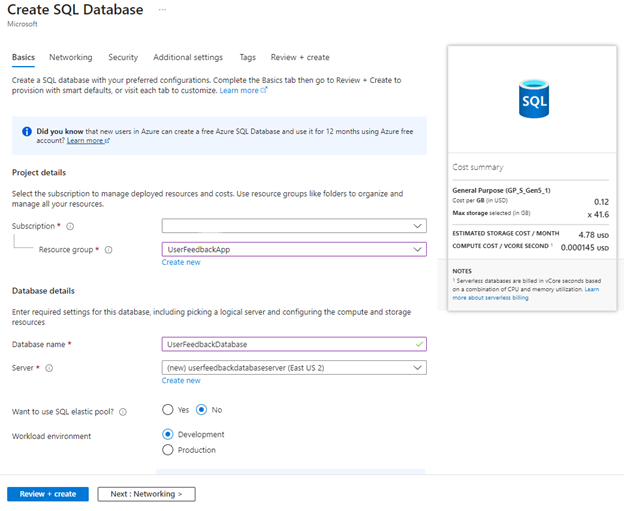 Create SQL Database ...
Microsoft
Basics Networking Security Additional settings Tags Review + create
Create a SQL database with your preferred configurations. Complete the Basics tab then go to Review + Create to
provision with smart defaults, or visit each tab to customize. Learn more
Did you know that new users in Azure can create a free Azure SQL Database and use it for 12 months using Azure free
account? Learn more
Project details
Select the subscription to manage deployed resources and costs. Use resource groups like folders to organize and
manage all your resources.
Subscription *
Resource group * UserFeedbackApp
Create new
Database details
Enter required settings for this database, including picking a logical server and configuring the compute and storage
resources
Database name * UserFeedbackDatabase
Server * (new) userfeedbackdatabaseserver (East US 2)
Create new
Want to use SQL elastic pool? Yes No
Workload environment Development
Production
Review + create Next : Networking >
SQL
Cost summary
General Purpose (GP_S_Gen5_1)
Cost per GB (in USD) 0.12
Max storage selected (in GB) x 41.6
ESTIMATED STORAGE COST / MONTH 4.78 USD
COMPUTE COST / VCORE SECOND 1 0.000145 USD
NOTES
1 Serverless databases are billed in vCore seconds
based on a combination of CPU and memory utilization. Learn
more about serverless billing